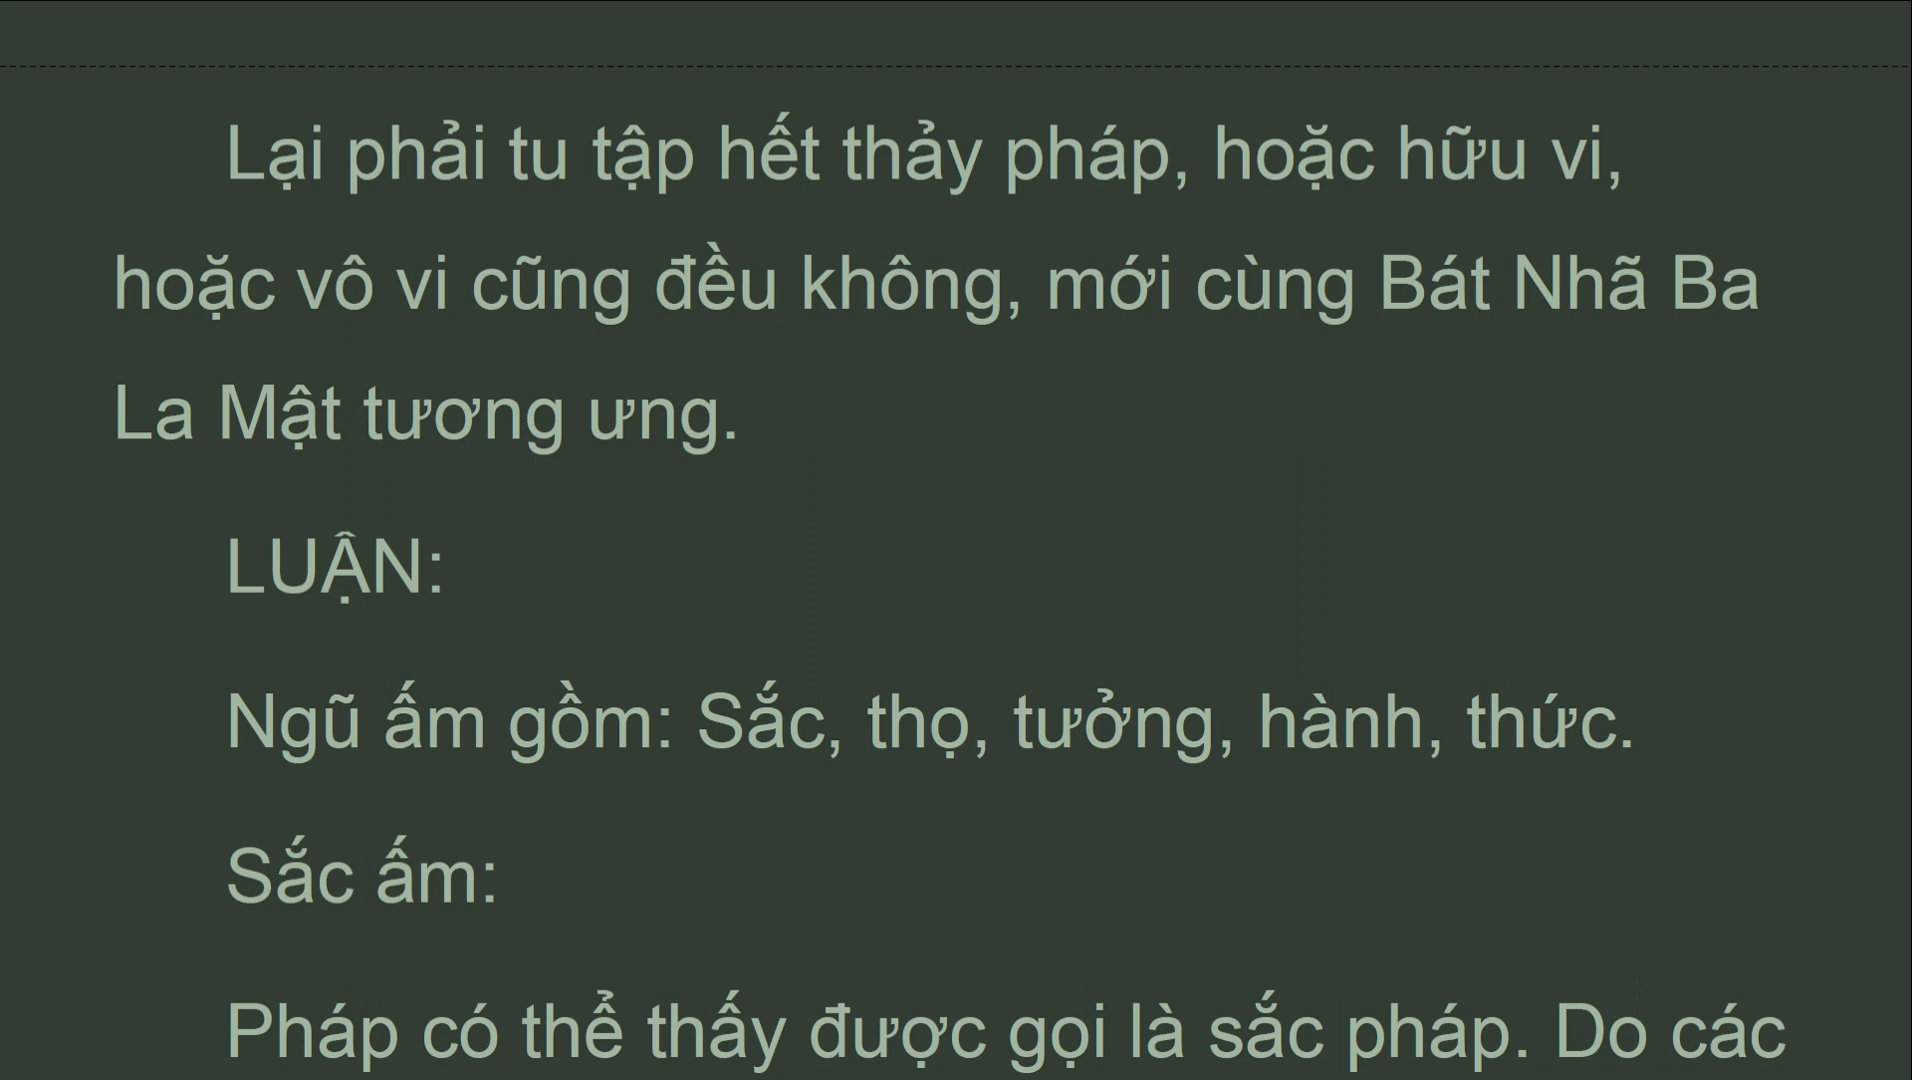 Lại phải tu tập hết thảy pháp, hoặc hữu vi,
hoặc vô vi cũng đều không, mới cùng Bát Nhã Ba
La Mật tương ưng.
LUẬN:
Ngũ ấm gồm: Sắc, thọ, tưởng, hành, thức.
Sắc ấm:
Pháp có thể thấy được gọi là sắc pháp. Do các